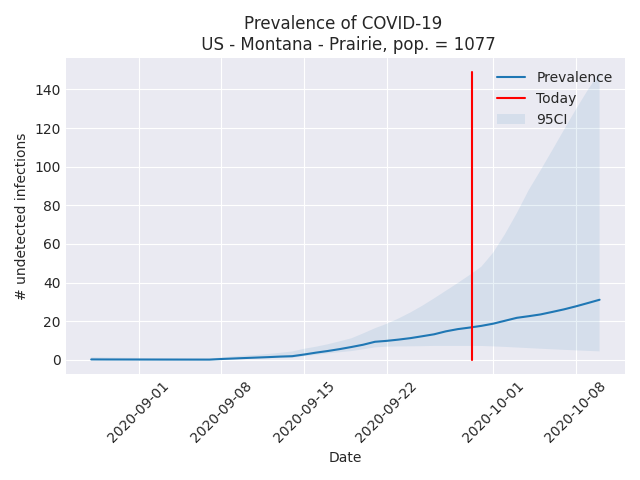 Prevalence of COVID-19
US - Montana - Prairie, pop. = 1077
Prevalence
Today
95CI
# undetected infections
140
120
100
80
60
40
20
0
2020-09-01
2020-09-08
2020-09-15
2020-09-22
2020-10-01
2020-10-08
Date